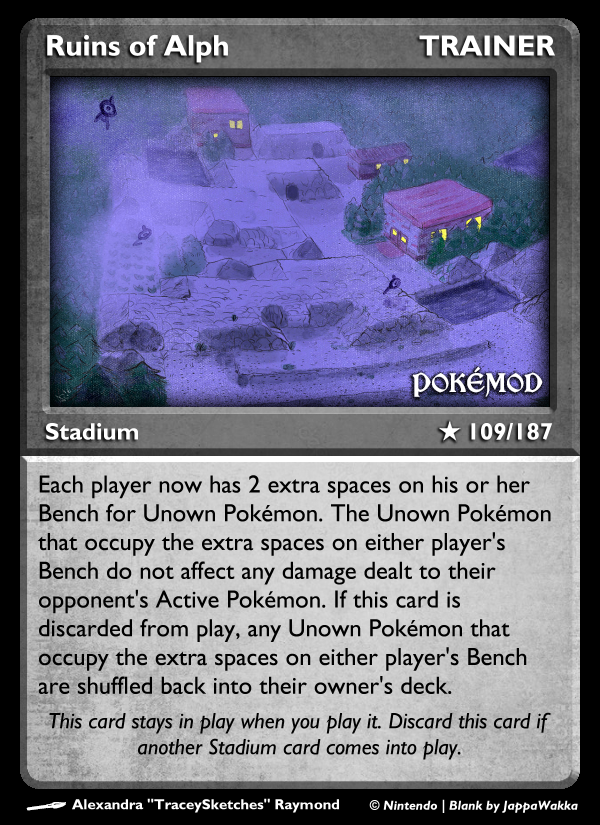 Ruins of Alph TRAINER
POKÉMOD
Stadium ★ 109/187
Each player now has 2 extra spaces on his or her
Bench for Unown Pokémon. The Unown Pokémon
that occupy the extra spaces on either player's
Bench do not affect any damage dealt to their
opponent's Active Pokémon. If this card is
discarded from play, any Unown Pokémon that
occupy the extra spaces on either player's Bench
are shuffled back into their owner's deck.
This card stays in play when you play it. Discard this card if
another Stadium card comes into play.
Alexandra "TraceySketches" Raymond © Nintendo | Blank by JappaWakka